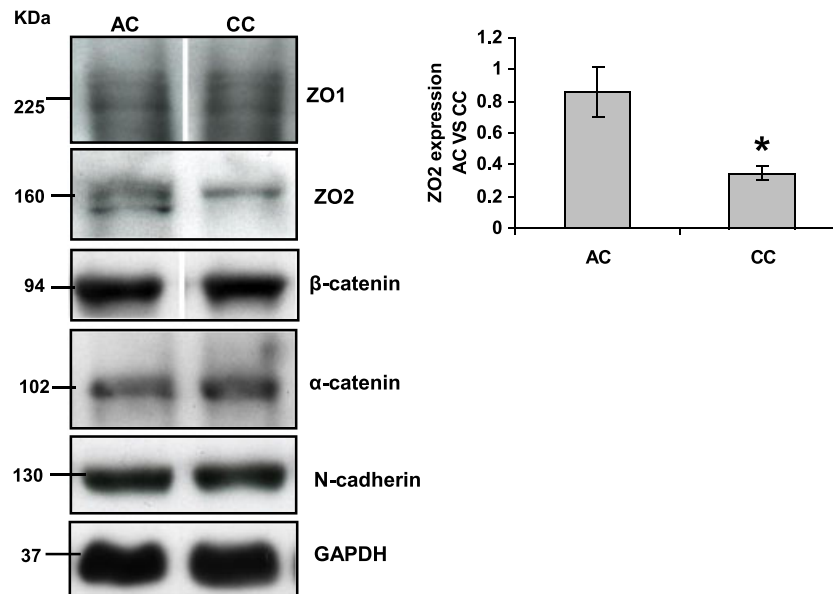 KDa
AC CC
225 ZO1
160 ZO2
94 β-catenin
102 α-catenin
130 N-cadherin
37 GAPDH
ZO2 expression
AC VS CC
1.2
1
0.8
0.6
0.4
0.2
0
*
AC CC